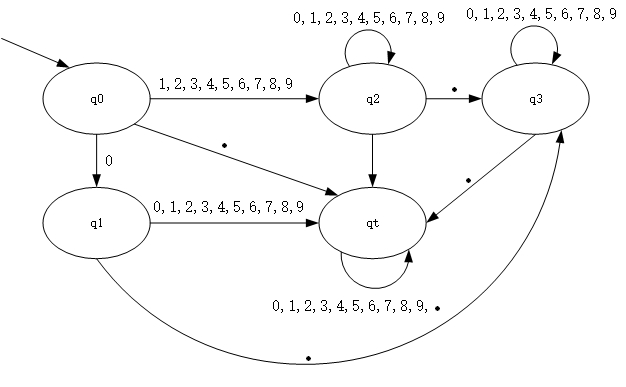 0, 1, 2, 3, 4, 5, 6, 7, 8, 9
0, 1, 2, 3, 4, 5, 6, 7, 8, 9
q0
1, 2, 3, 4, 5, 6, 7, 8, 9
q2
.
q3
.
0
.
q1
0, 1, 2, 3, 4, 5, 6, 7, 8, 9
qt
0, 1, 2, 3, 4, 5, 6, 7, 8, 9, .
.